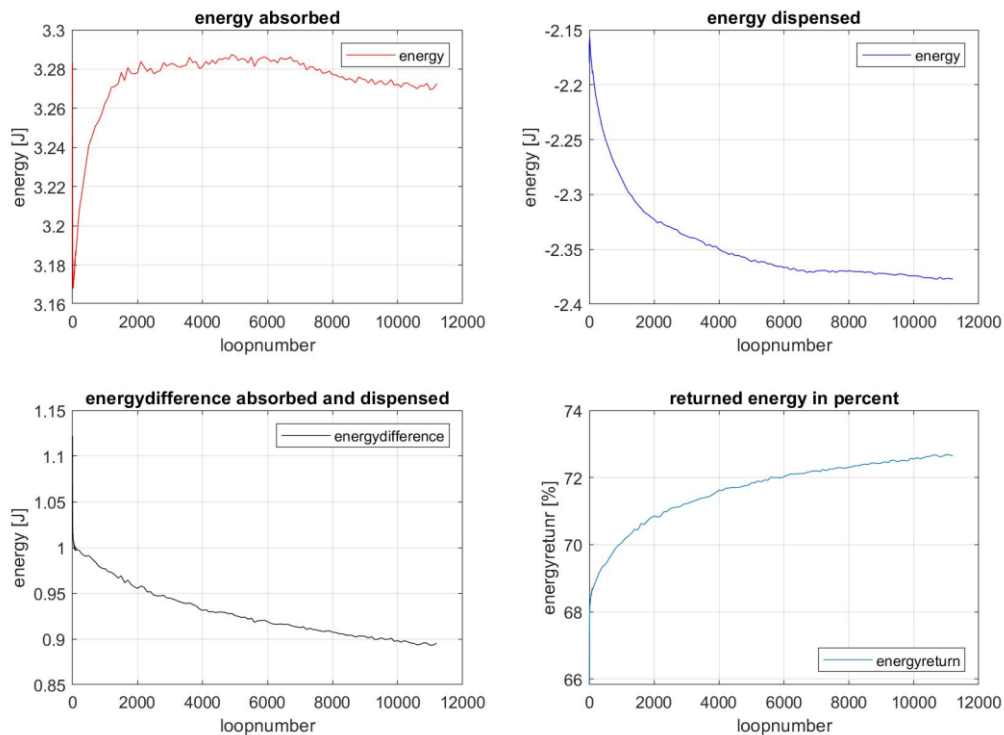 energy absorbed
energy [J]
3.3
3.28
3.26
3.24
3.22
3.2
3.18
3.16
energy
0 2000 4000 6000 8000 10000 12000
loopnumber
energy dispensed
energy [J]
-2.15
-2.2
-2.25
-2.3
-2.35
-2.4
energy
0 2000 4000 6000 8000 10000 12000
loopnumber
energydifference absorbed and dispensed
energy [J]
1.15
1.1
1.05
1
0.95
0.9
0.85
energydifference
0 2000 4000 6000 8000 10000 12000
loopnumber
returned energy in percent
energyretunr [%]
74
72
70
68
66
energyreturn
0 2000 4000 6000 8000 10000 12000
loopnumber